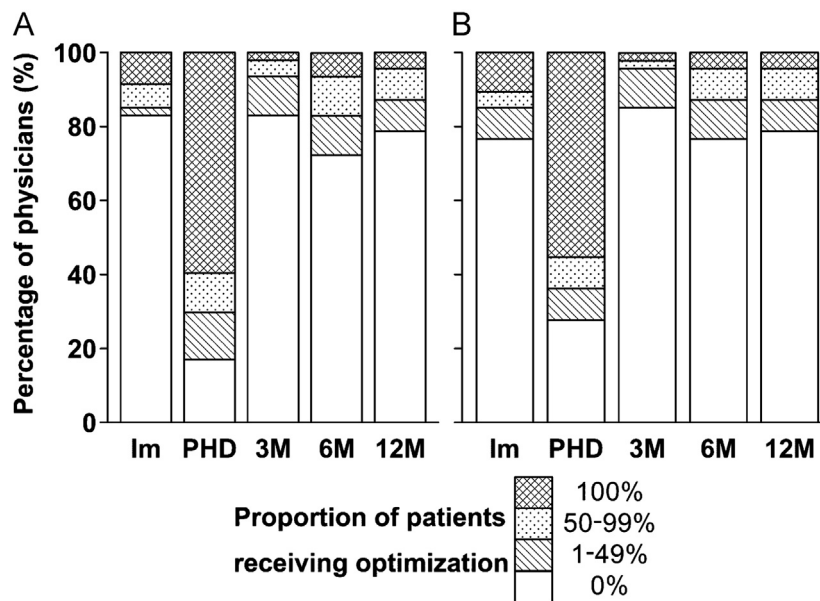 A
B
Percentage of physicians (%)
100
80
60
40
20
0
Im PHD 3M 6M 12M
Im PHD 3M 6M 12M
Proportion of patients
receiving optimization
100%
50-99%
1-49%
0%